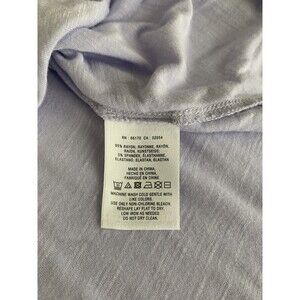 RN : 66170 CA : 02954
95% RAYON, RAYONNE, RAYÓN,
RAION, KUNSTSEIDE;
5% SPANDEX, ÉLASTHANNE,
ELASTANO, ELASTAN
MADE IN CHINA,
HECHO EN CHINA
FABRIQUÉ EN CHINE
MACHINE WASH COLD GENTLE WITH
LIKE COLORS.
USE ONLY NON-CHLORINE BLEACH.
RESHAPE LAY FLAT TO DRY.
LOW IRON AS NEEDED.
DO NOT DRY CLEAN.